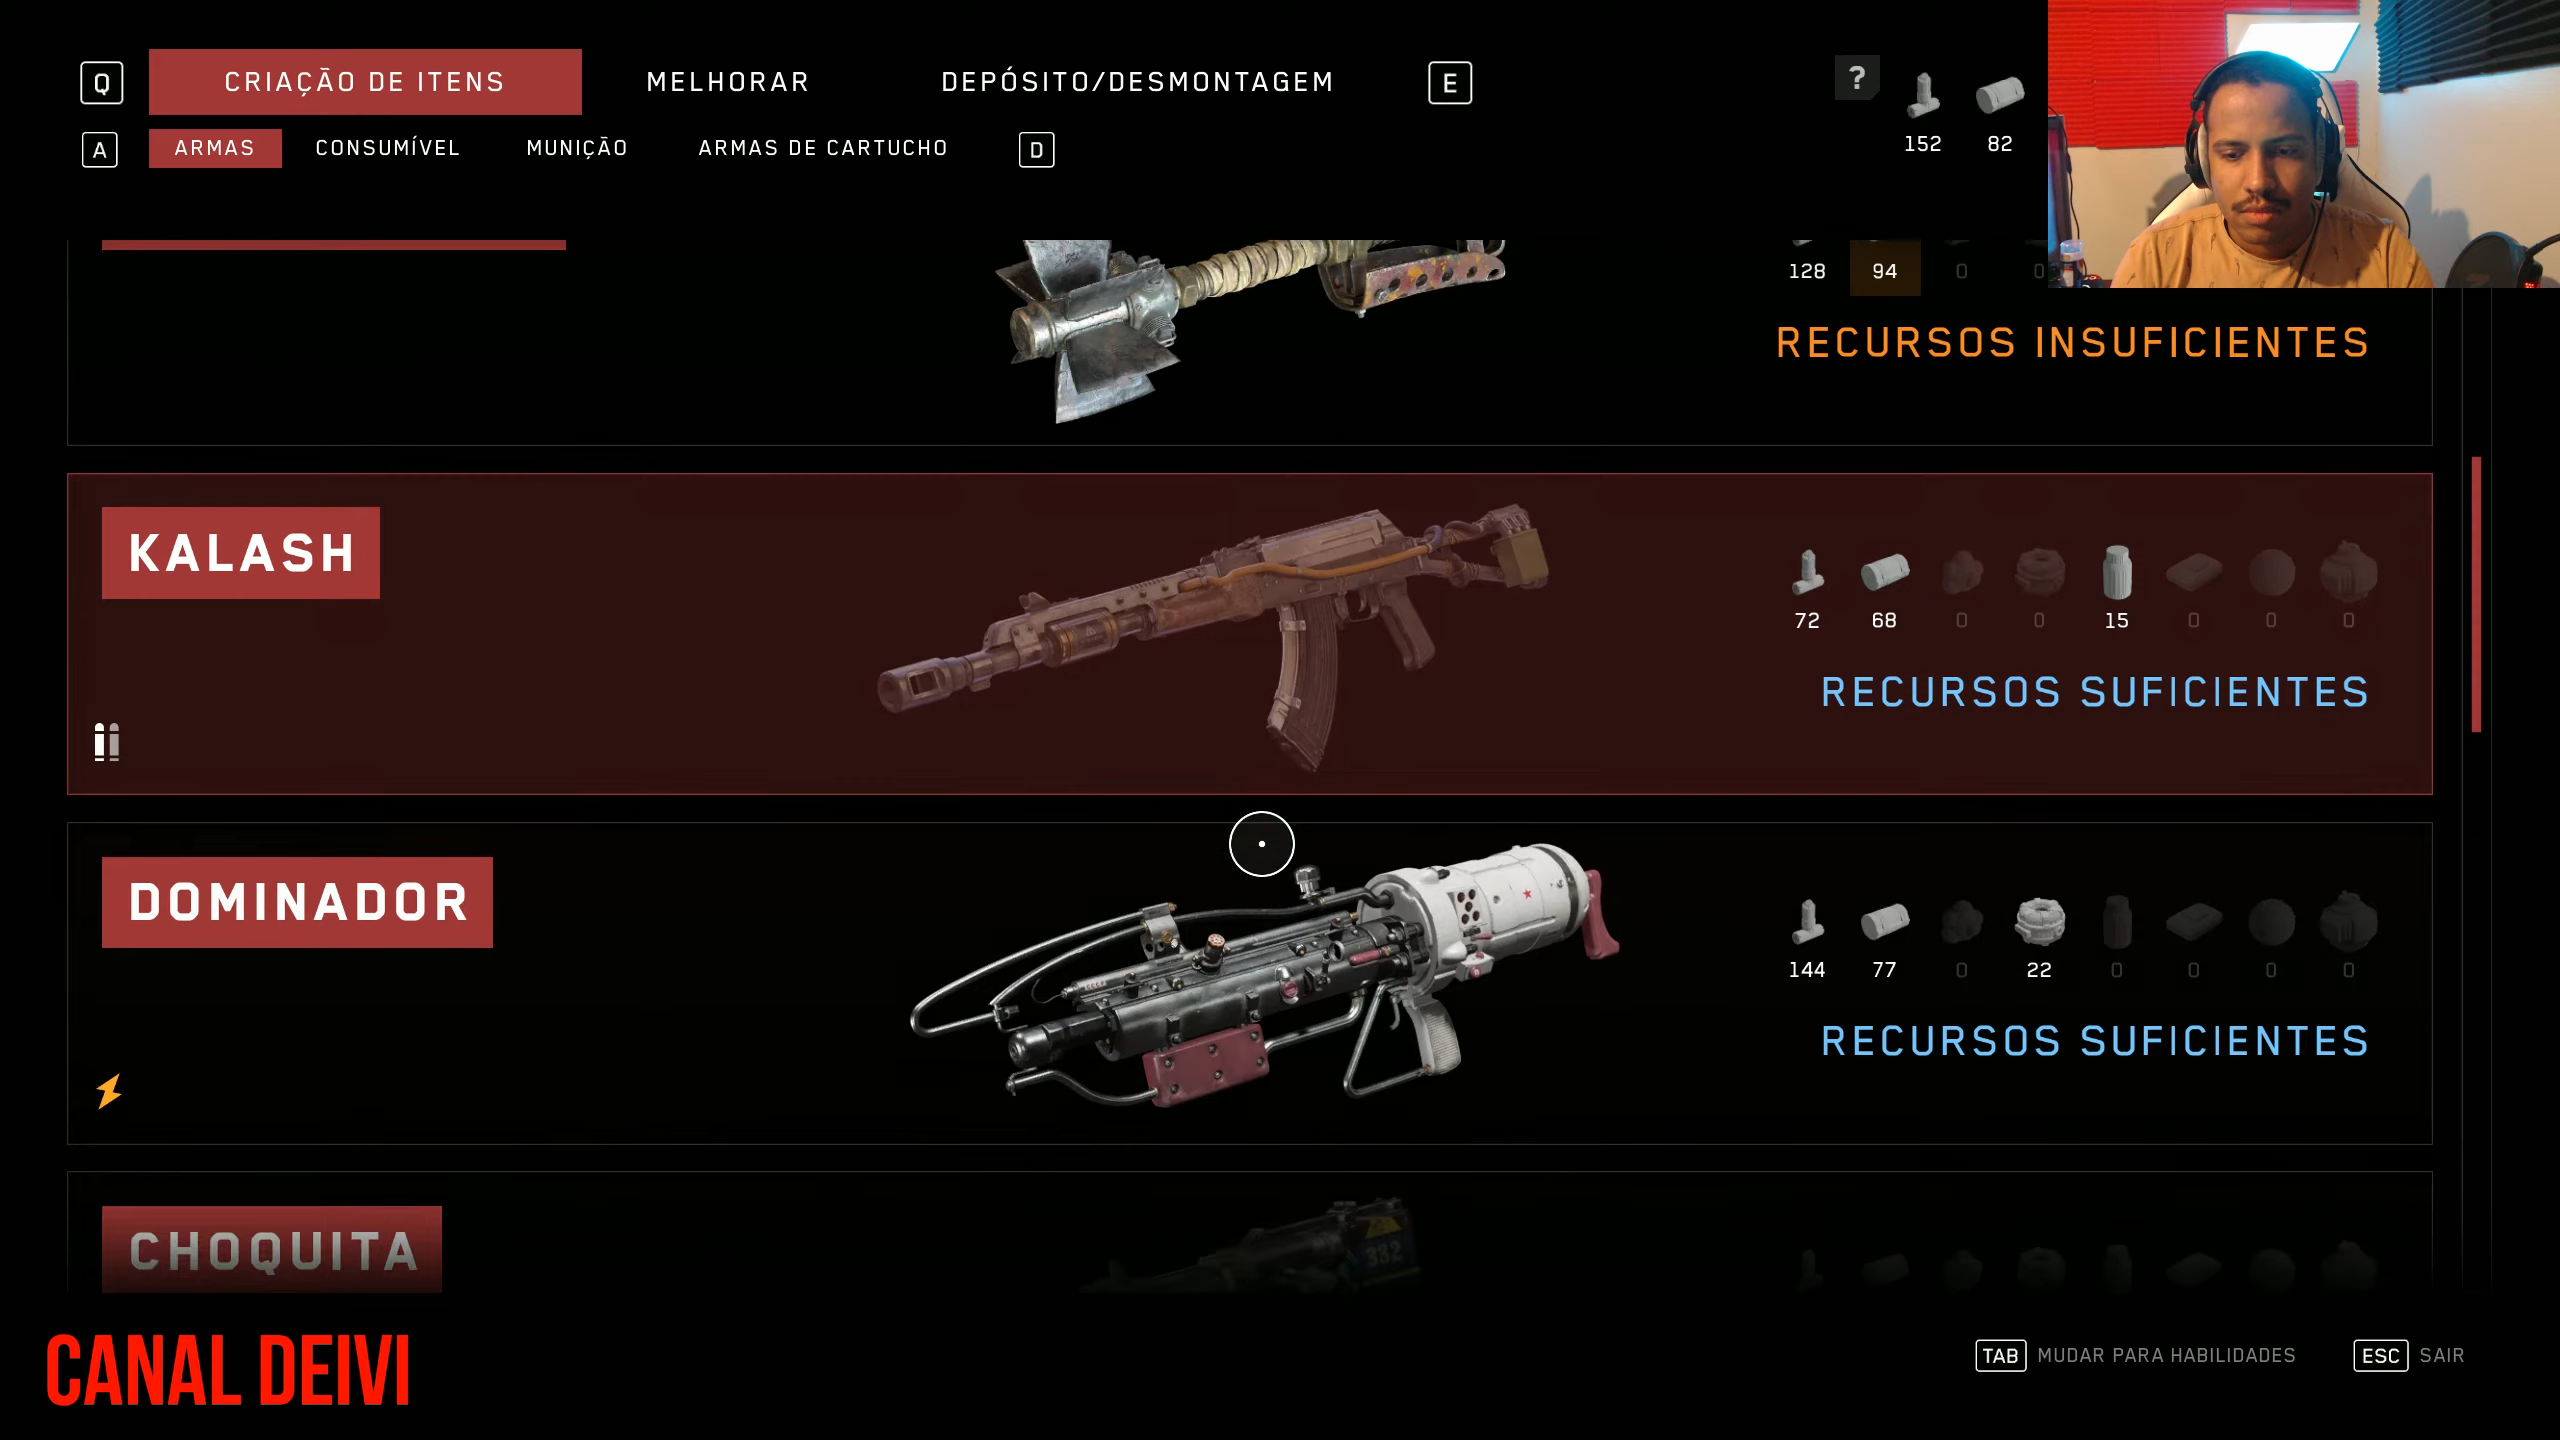 Q CRIAÇÃO DE ITENS MELHORAR DEPÓSITO/DESMONTAGEM E ?
A ARMAS CONSUMÍVEL MUNIÇÃO ARMAS DE CARTUCHO D 152 82
128 94 0 0
RECURSOS INSUFICIENTES
KALASH
72 68 0 0 15 0 0 0
RECURSOS SUFICIENTES
DOMINADOR
144 77 0 22 0 0 0 0
RECURSOS SUFICIENTES
CHOQUITA
332
CANAL DEIVI
TAB MUDAR PARA HABILIDADES ESC SAIR